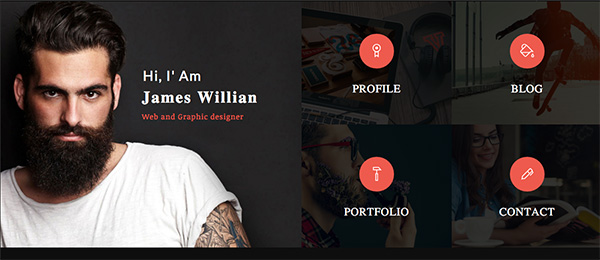 Hi, I' Am
James Willian
Web and Graphic designer
PROFILE
BLOG
PORTFOLIO
CONTACT